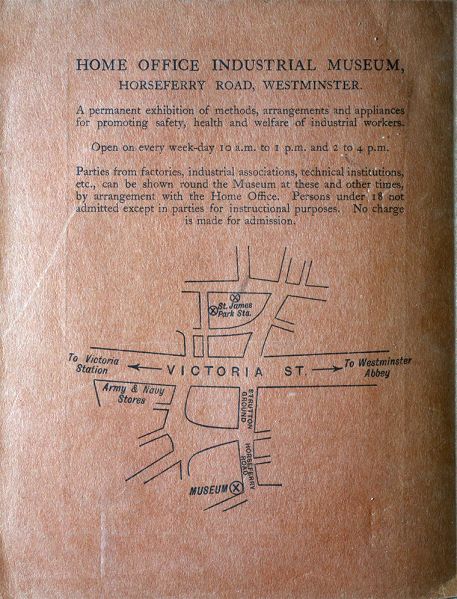 HOME OFFICE INDUSTRIAL MUSEUM,
HORSEFERRY ROAD, WESTMINSTER.
A permanent exhibition of methods, arrangements and appliances
for promoting safety, health and welfare of industrial workers.
Open on every week-day 10 a.m. to 1 p.m. and 2 to 4 p.m.
Parties from factories, industrial associations, technical institutions,
etc., can be shown round the Museum at these and other times,
by arrangement with the Home Office. Persons under 18 not
admitted except in parties for instructional purposes. No charge
is made for admission.
St. James
Park Sta.
To Victoria
Station
VICTORIA ST.
To Westminster
Abbey
Army & Navy
Stores
STRUTTON
GROUND
HORSEFERRY
ROAD
MUSEUM